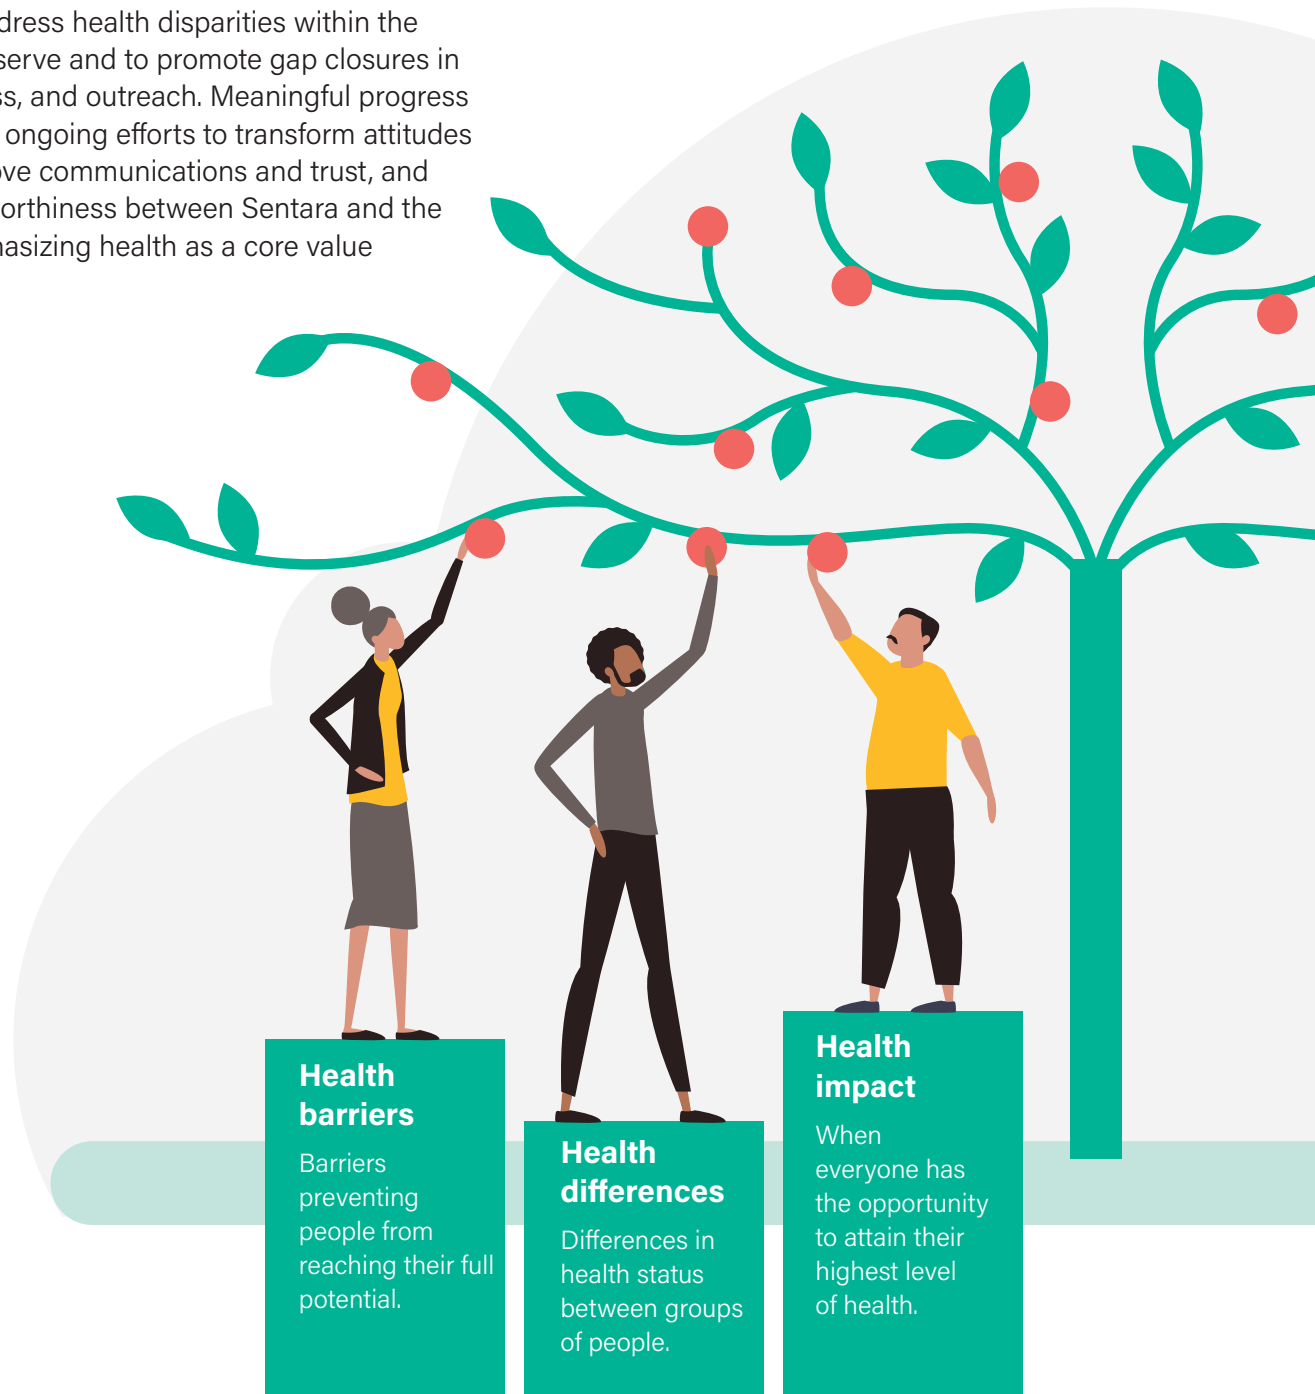 dress health disparities within the
serve and to promote gap closures in
ss, and outreach. Meaningful progress
ongoing efforts to transform attitudes
ove communications and trust, and
orthiness between Sentara and the
nasizing health as a core value
Health
barriers
Barriers
preventing
people from
reaching their full
potential.
Health
differences
Differences in
health status
between groups
of people.
Health
impact
When
everyone has
the opportunity
to attain their
highest level
of health.